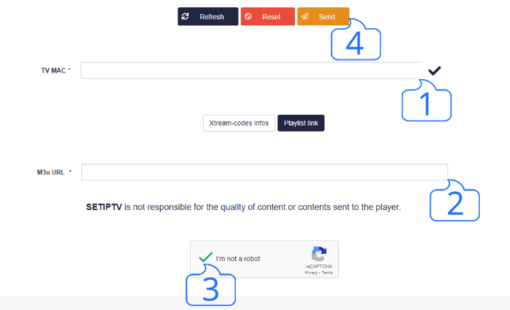 Refresh Reset Send
4
TV MAC *
1
Xtream-codes infos Playlist link
M3u URL *
2
SETIPTV is not responsible for the quality of content or contents sent to the player.
I'm not a robot
reCAPTCHA
Privacy - Terms
3